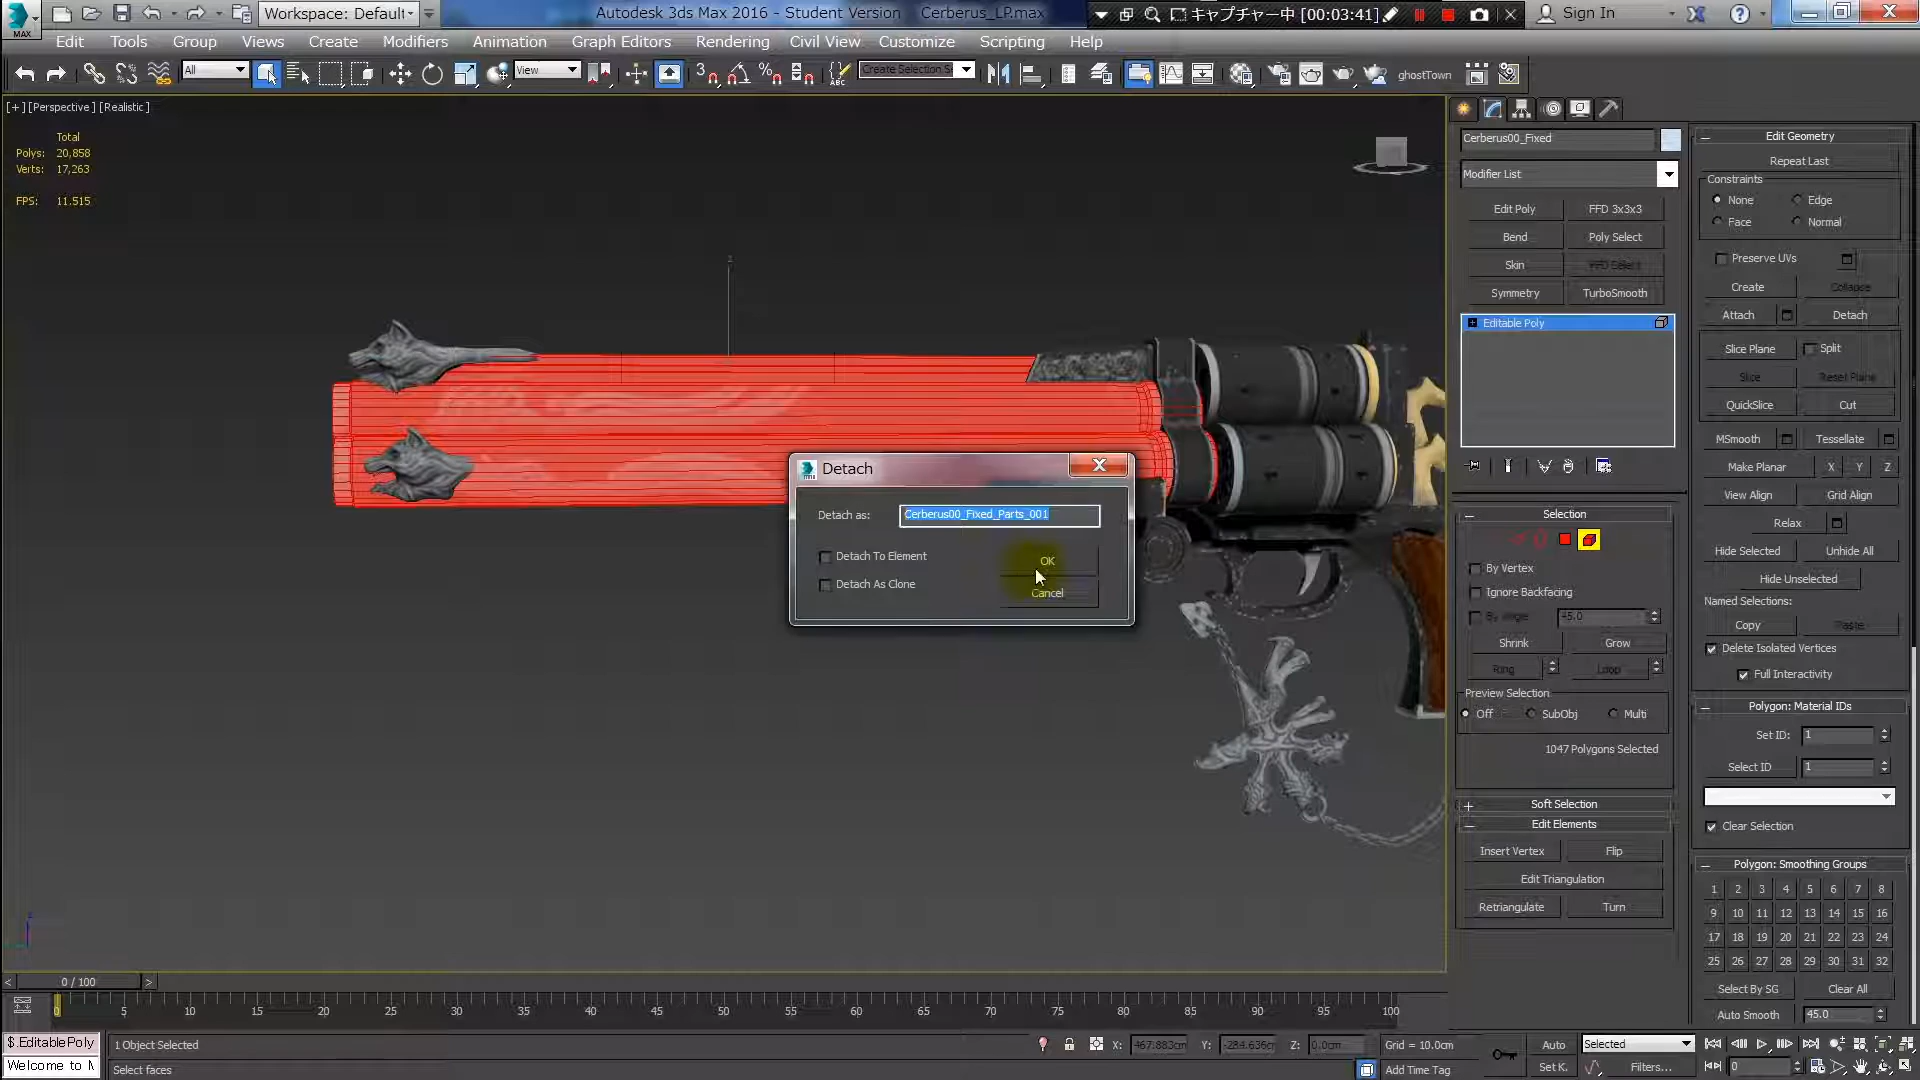 MAX
Workspace: Default
Autodesk 3ds Max 2016 - Student Version   Cerberus_LP.max
キャプチャー中 [00:03:41]
Sign In
Edit Tools Group Views Create Modifiers Animation Graph Editors Rendering Civil View Customize Scripting Help
All
View
Create Selection S
ghostTown
[+] [Perspective] [Realistic]
Total
Polys: 20,858
Verts: 17,263
FPS: 11,515
Cerberus00_Fixed
Modifier List
Edit Poly FFD 3x3x3
Bend Poly Select
Skin
Symmetry TurboSmooth
Editable Poly
Detach
Detach as: Cerberus00_Fixed_Parts_001
Detach To Element
OK
Detach As Clone
Cancel
Selection
By Vertex
Ignore Backfacing
By Angle 45.0
Shrink Grow
Ring Loop
Preview Selection
Off SubObj Multi
1047 Polygons Selected
Soft Selection
Edit Elements
Insert Vertex Flip
Edit Triangulation
Retriangulate Turn
Edit Geometry
Repeat Last
Constraints
None Edge
Face Normal
Preserve UVs
Create Collapse
Attach Detach
Slice Plane Split
Slice Reset Plane
QuickSlice Cut
MSmooth Tessellate
Make Planar X Y Z
View Align Grid Align
Relax
Hide Selected Unhide All
Hide Unselected
Named Selections:
Copy Paste
Delete Isolated Vertices
Full Interactivity
Polygon: Material IDs
Set ID: 1
Select ID 1
Clear Selection
Polygon: Smoothing Groups
1 2 3 4 5 6 7 8
9 10 11 12 13 14 15 16
17 18 19 20 21 22 23 24
25 26 27 28 29 30 31 32
Select By SG Clear All
Auto Smooth 45.0
< 0 / 100 >
0 5 10 15 20 25 30 35 40 45 50 55 60 65 70 75 80 85 90 95 100
$.EditablePoly
1 Object Selected
X: 467.883cm Y: -284.636cm Z: 0.0cm
Grid = 10.0cm
Auto
Selected
Welcome to M
Select faces
Add Time Tag
Set K.
Filters...
0